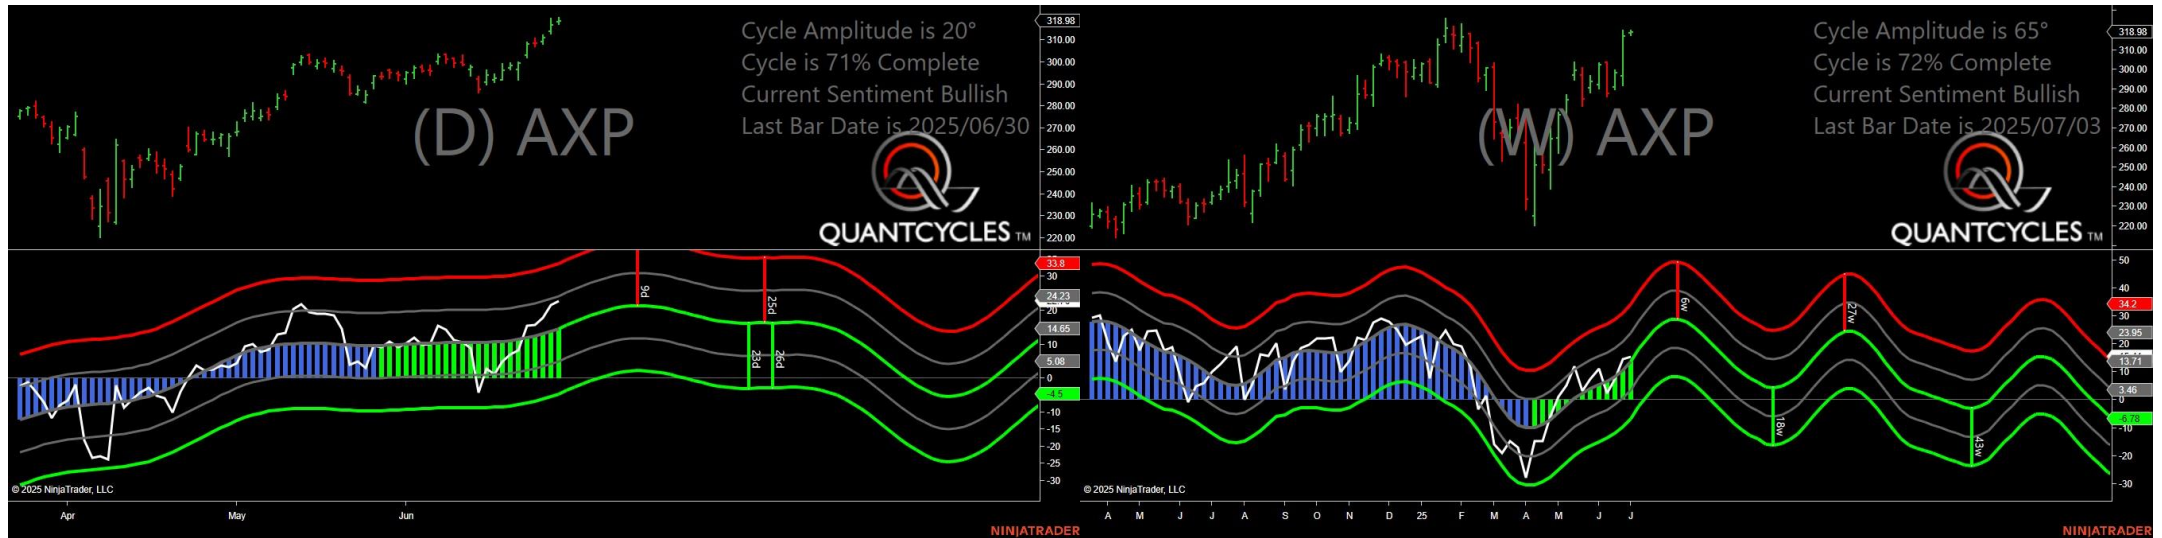 Cycle Amplitude is 20°
Cycle is 71% Complete
Current Sentiment Bullish
Last Bar Date is 2025/06/30
(D) AXP
QUANTCYCLES TM
318.98
310.00
300.00
290.00
280.00
270.00
260.00
250.00
240.00
230.00
220.00
33.8
30
24.23
20
14.65
10
5.08
0
-4.5
-10
-15
-20
-25
-30
9d
25d
23d
26d
© 2025 NinjaTrader, LLC
Apr
May
Jun
NINJATRADER
Cycle Amplitude is 65°
Cycle is 72% Complete
Current Sentiment Bullish
Last Bar Date is 2025/07/03
(W) AXP
QUANTCYCLES TM
318.98
310.00
300.00
290.00
280.00
270.00
260.00
250.00
240.00
230.00
220.00
50
40
34.2
30
23.95
20
13.71
10
3.46
0
-6.78
-10
-20
-30
6w
27w
18w
43w
© 2025 NinjaTrader, LLC
A M J J A S O N D 25 F M A M J J
NINJATRADER